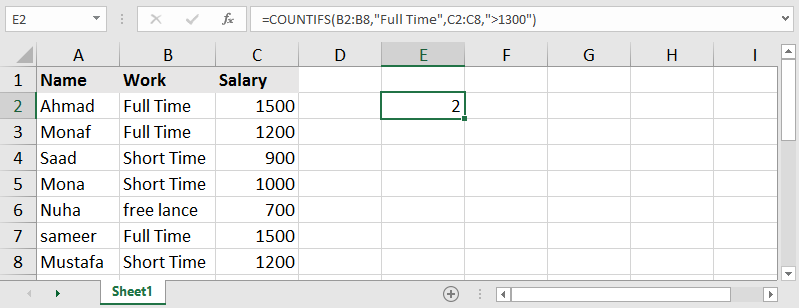 E2 =COUNTIFS(B2:B8,"Full Time",C2:C8,">1300")
A B C D E F G H I
1 Name Work Salary
2 Ahmad Full Time 1500 2
3 Monaf Full Time 1200
4 Saad Short Time 900
5 Mona Short Time 1000
6 Nuha free lance 700
7 sameer Full Time 1500
8 Mustafa Short Time 1200
Sheet1